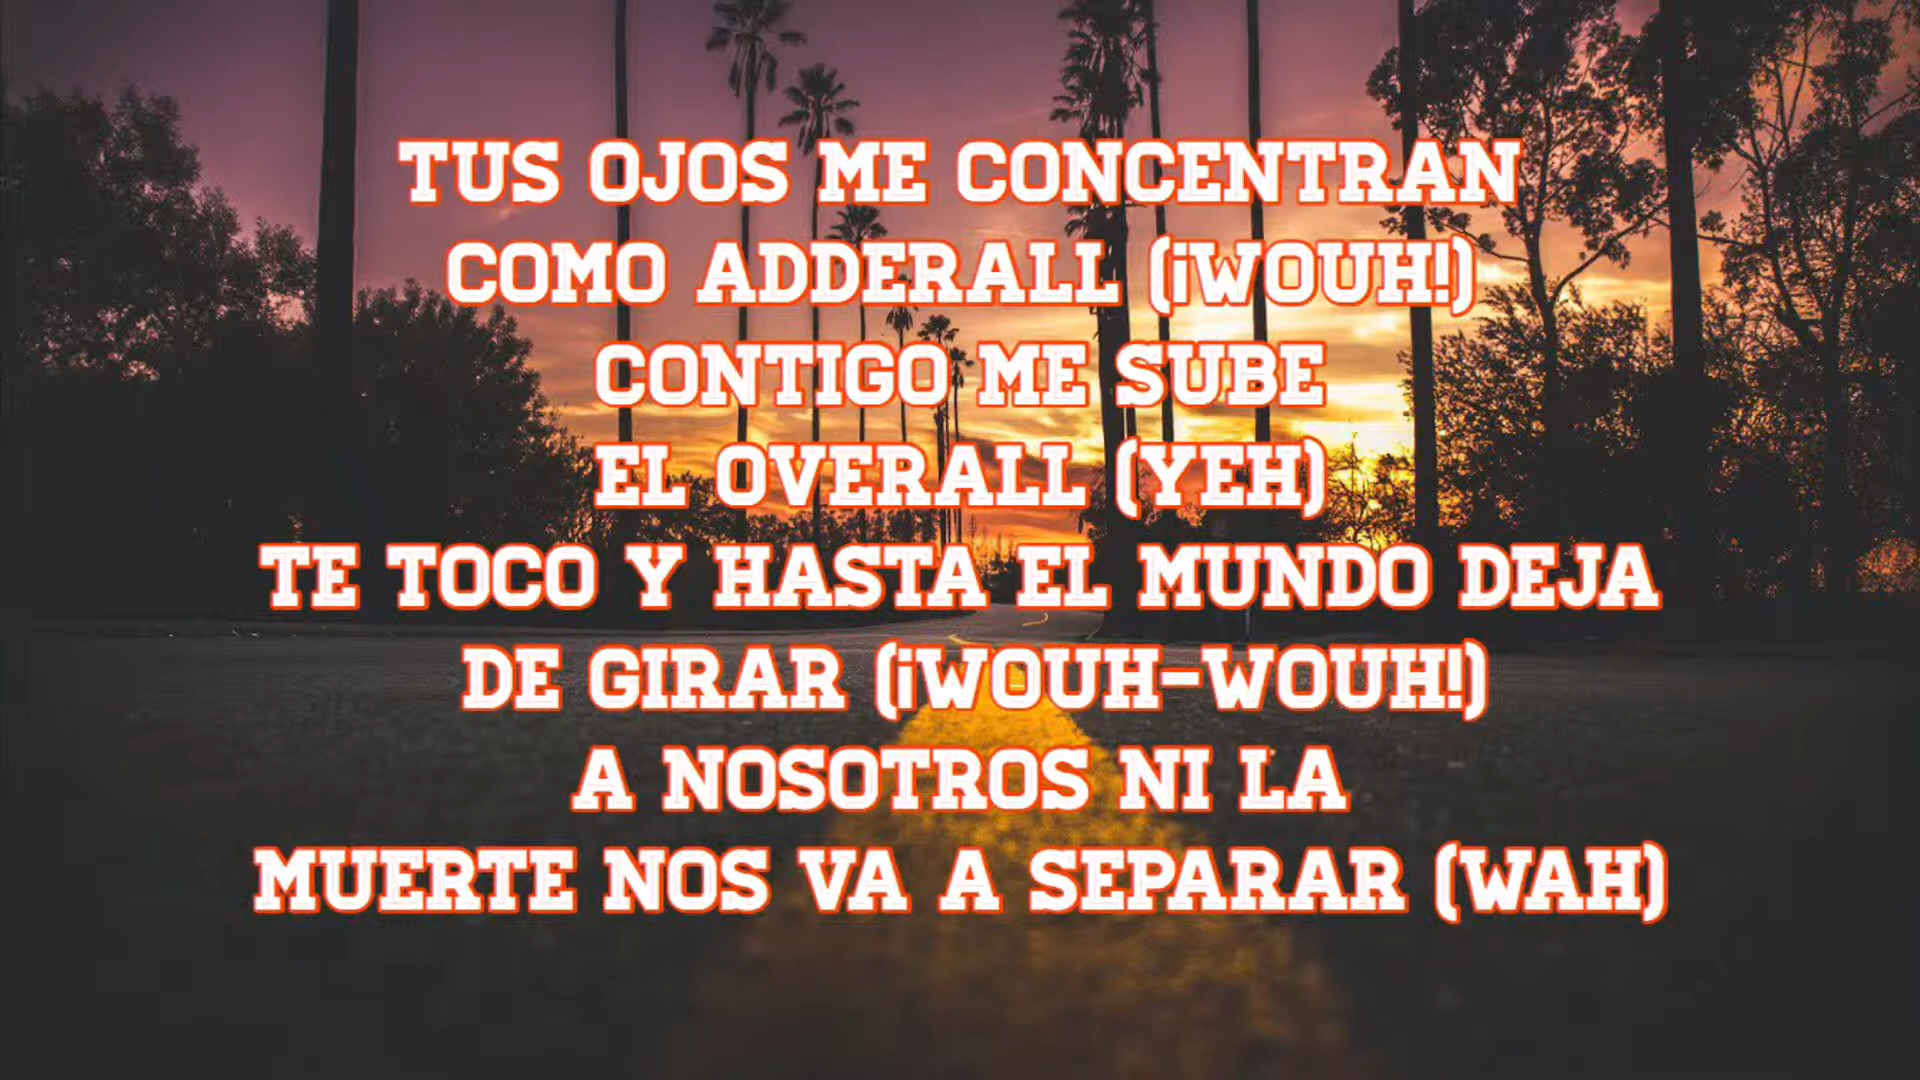 TUS OJOS ME CONCENTRAN
COMO ADDERALL (¡WOUH!)
CONTIGO ME SUBE
EL OVERALL (YEH)
TE TOCO Y HASTA EL MUNDO DEJA
DE GIRAR (¡WOUH-WOUH!)
A NOSOTROS NI LA
MUERTE NOS VA A SEPARAR (WAH)